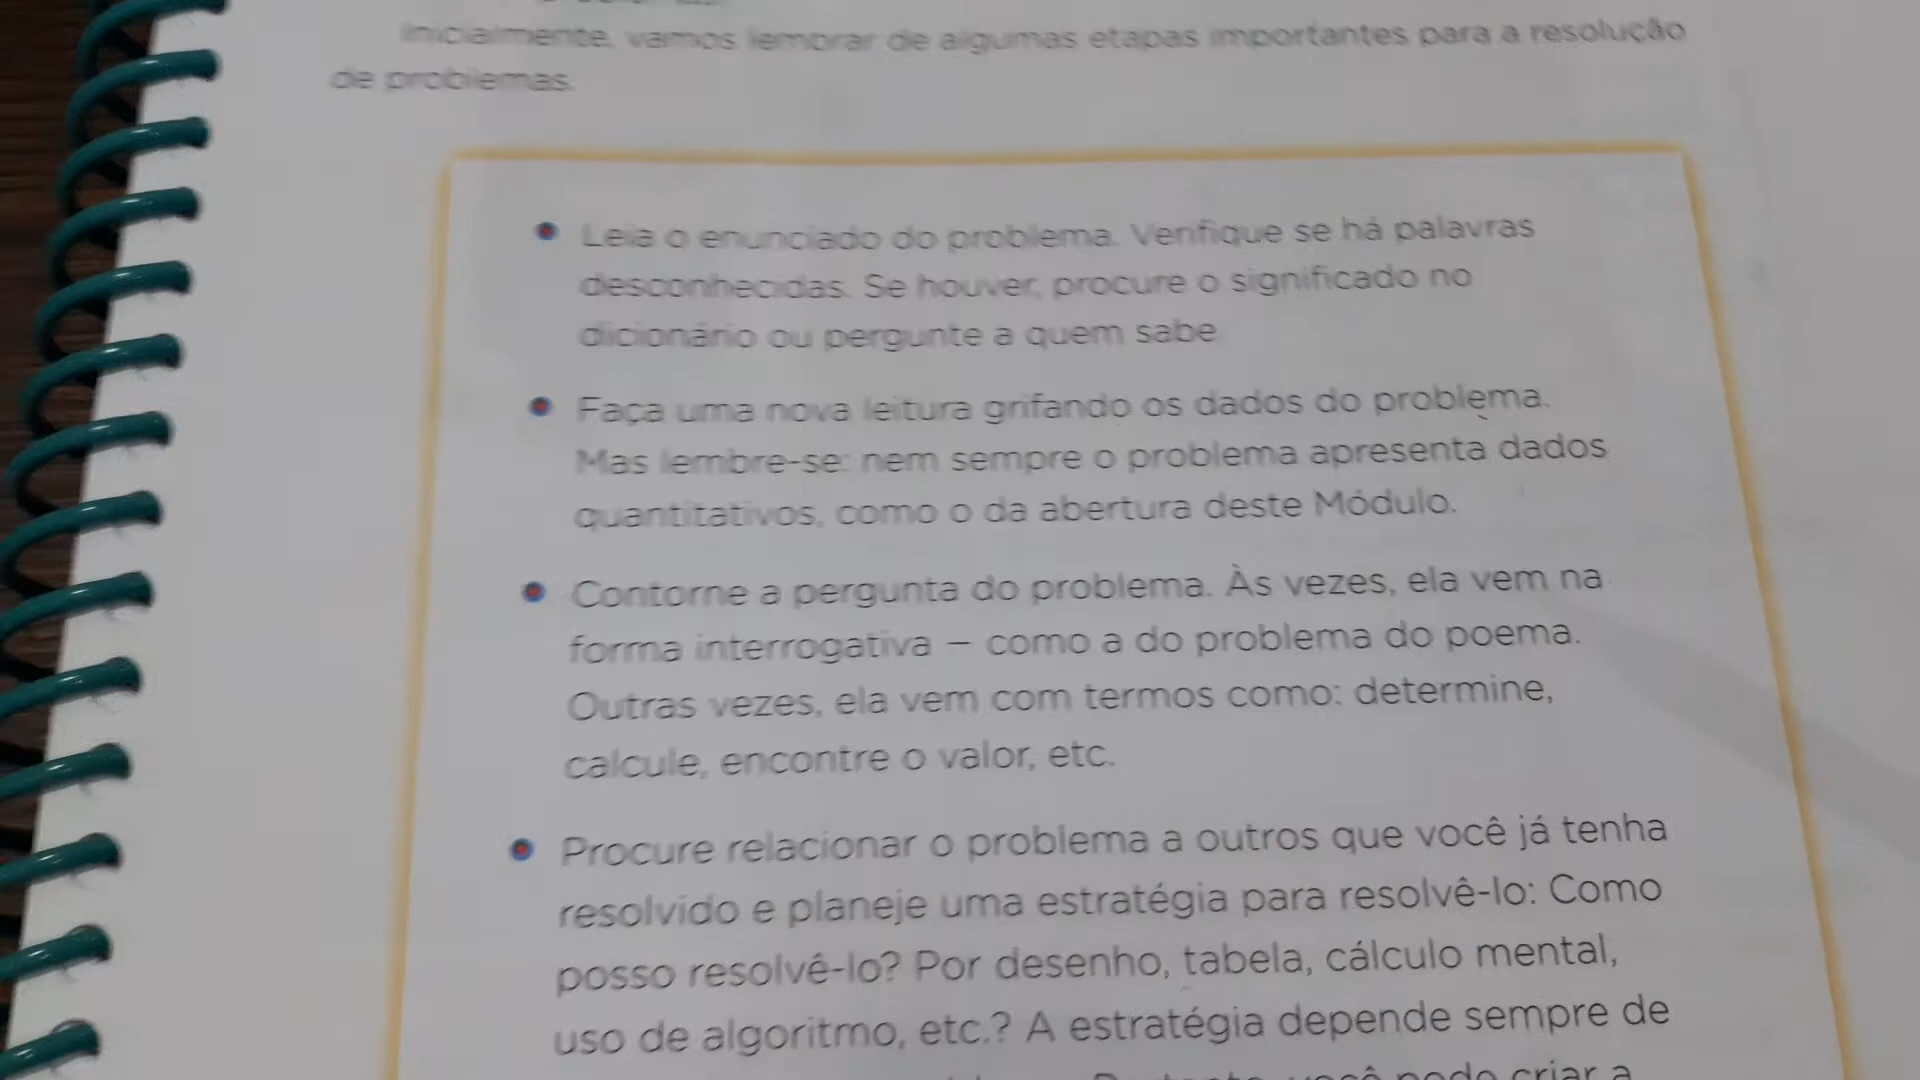 Inicialmente, vamos lembrar de algumas etapas importantes para a resolução
de problemas.
Leia o enunciado do problema. Verifique se há palavras
desconhecidas. Se houver, procure o significado no
dicionário ou pergunte a quem sabe.
Faça uma nova leitura grifando os dados do problema.
Mas lembre-se: nem sempre o problema apresenta dados
quantitativos, como o da abertura deste Módulo.
Contorne a pergunta do problema. Às vezes, ela vem na
forma interrogativa – como a do problema do poema.
Outras vezes, ela vem com termos como: determine,
calcule, encontre o valor, etc.
Procure relacionar o problema a outros que você já tenha
resolvido e planeje uma estratégia para resolvê-lo: Como
posso resolvê-lo? Por desenho, tabela, cálculo mental,
uso de algoritmo, etc.? A estratégia depende sempre de
você pode criar a